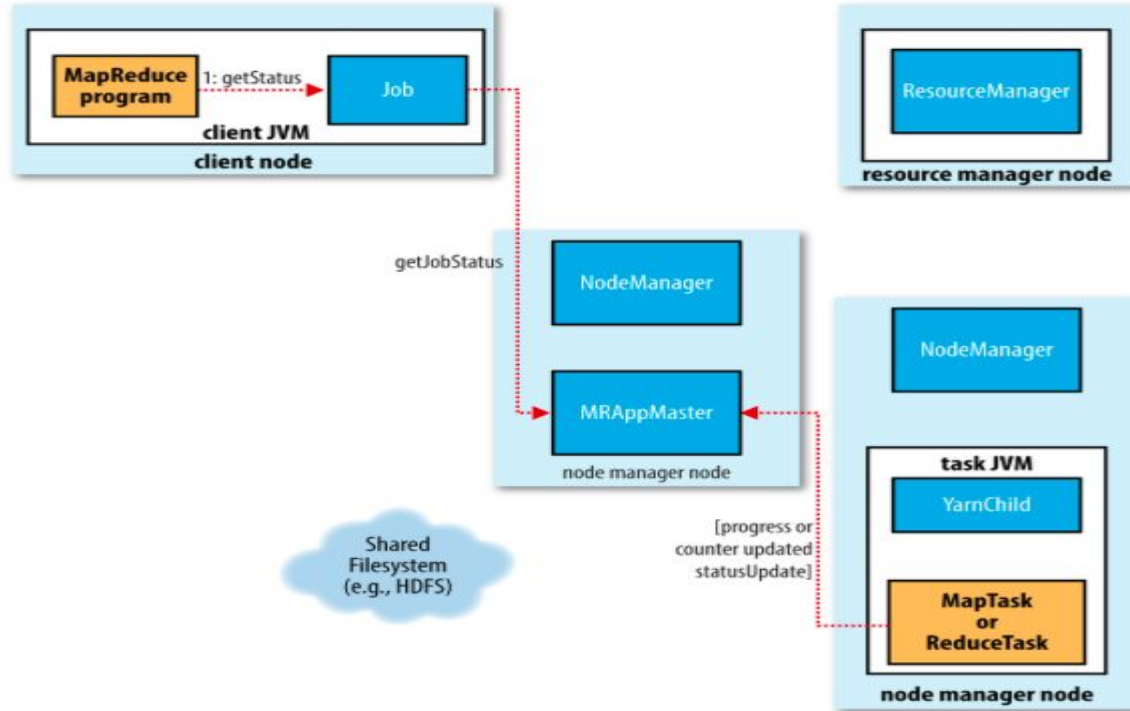 MapReduce
program
1: getStatus
Job
client JVM
client node
ResourceManager
resource manager node
getJobStatus
NodeManager
MRAppMaster
node manager node
NodeManager
task JVM
YarnChild
[progress or
counter updated
statusUpdate]
MapTask
or
ReduceTask
node manager node
Shared
Filesystem
(e.g., HDFS)